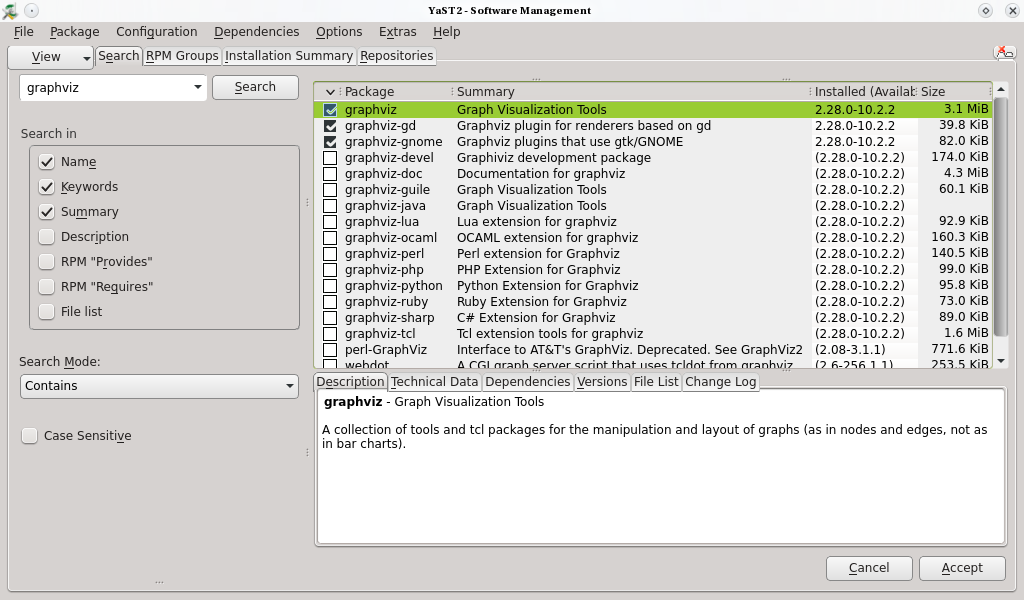 YaST2 - Software Management
File Package Configuration Dependencies Options Extras Help
View Search RPM Groups Installation Summary Repositories
graphviz Search
Search in
Name
Keywords
Summary
Description
RPM "Provides"
RPM "Requires"
File list
Search Mode:
Contains
Case Sensitive
Package Summary Installed (Availab Size
graphviz Graph Visualization Tools 2.28.0-10.2.2 3.1 MiB
graphviz-gd Graphviz plugin for renderers based on gd 2.28.0-10.2.2 39.8 KiB
graphviz-gnome Graphviz plugins that use gtk/GNOME 2.28.0-10.2.2 82.0 KiB
graphviz-devel Graphiviz development package (2.28.0-10.2.2) 174.0 KiB
graphviz-doc Documentation for graphviz (2.28.0-10.2.2) 4.3 MiB
graphviz-guile Graph Visualization Tools (2.28.0-10.2.2) 60.1 KiB
graphviz-java Graph Visualization Tools (2.28.0-10.2.2)
graphviz-lua Lua extension for graphviz (2.28.0-10.2.2) 92.9 KiB
graphviz-ocaml OCAML extension for graphviz (2.28.0-10.2.2) 160.3 KiB
graphviz-perl Perl extension for Graphviz (2.28.0-10.2.2) 140.5 KiB
graphviz-php PHP Extension for Graphviz (2.28.0-10.2.2) 99.0 KiB
graphviz-python Python Extension for Graphviz (2.28.0-10.2.2) 95.8 KiB
graphviz-ruby Ruby Extension for Graphviz (2.28.0-10.2.2) 73.0 KiB
graphviz-sharp C# Extension for Graphviz (2.28.0-10.2.2) 89.0 KiB
graphviz-tcl Tcl extension tools for graphviz (2.28.0-10.2.2) 1.6 MiB
perl-GraphViz Interface to AT&T's GraphViz. Deprecated. See GraphViz2 (2.08-3.1.1) 771.6 KiB
webdot A CGI graph server script that uses tcldot from graphviz (2.6-256.1.1) 253.5 KiB
Description Technical Data Dependencies Versions File List Change Log
graphviz - Graph Visualization Tools
A collection of tools and tcl packages for the manipulation and layout of graphs (as in nodes and edges, not as
in bar charts).
Cancel Accept